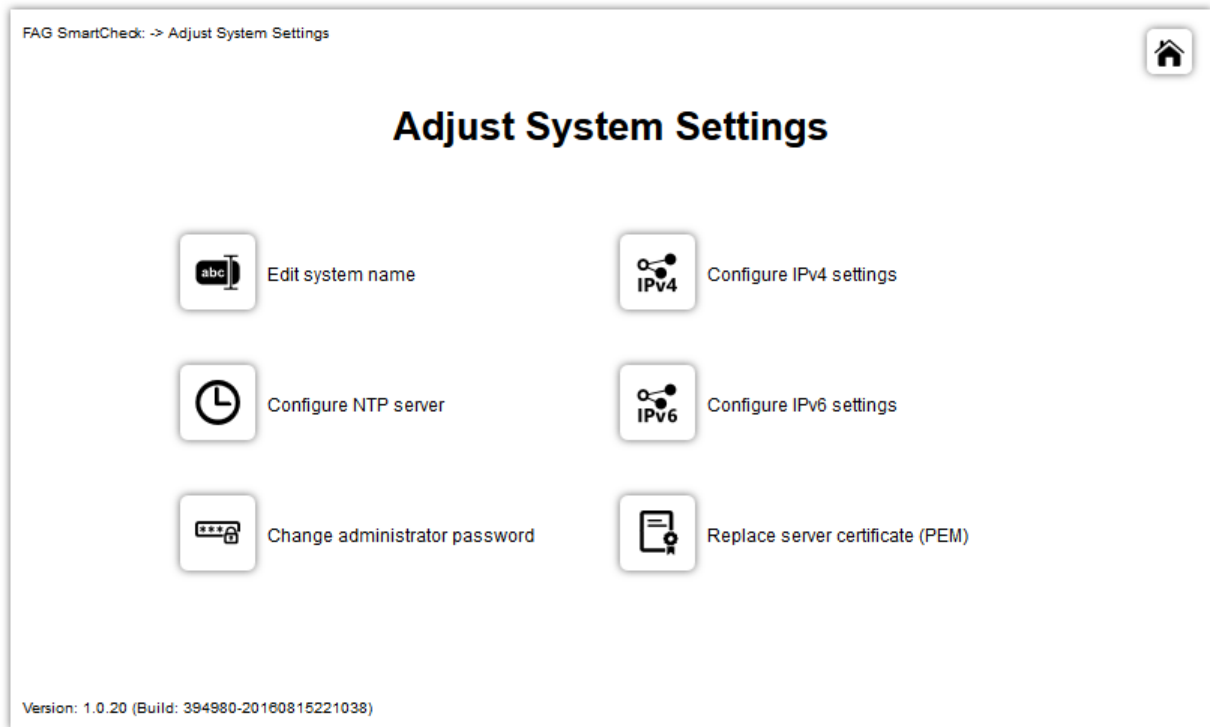 FAG SmartCheck: -> Adjust System Settings
Adjust System Settings
abc
Edit system name
IPv4
Configure IPv4 settings
Configure NTP server
IPv6
Configure IPv6 settings
***
Change administrator password
Replace server certificate (PEM)
Version: 1.0.20 (Build: 394980-20160815221038)